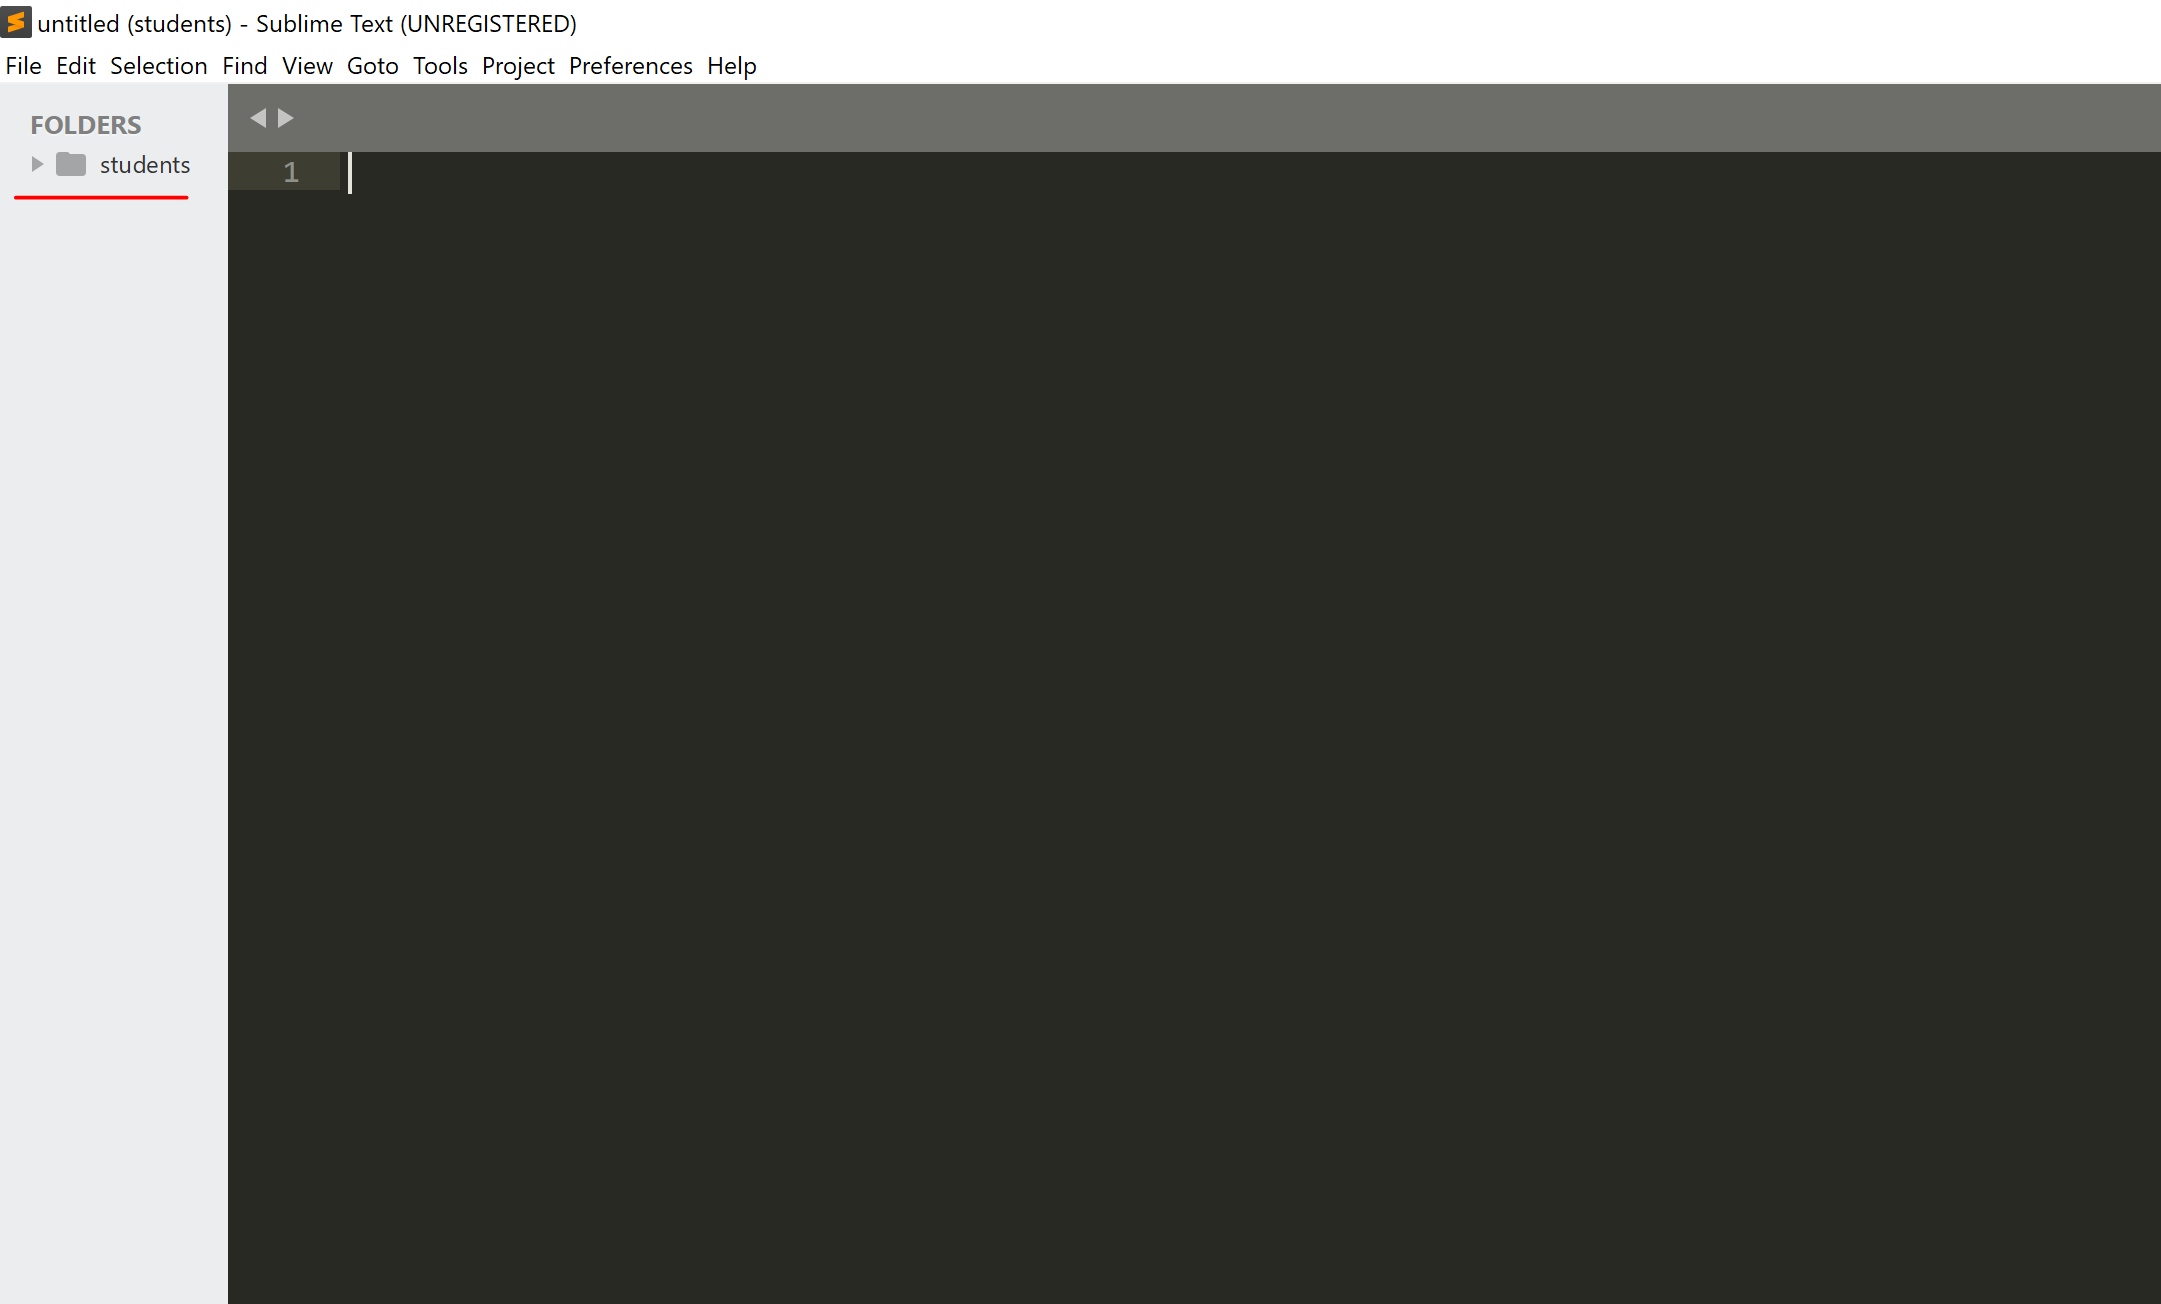 untitled (students) - Sublime Text (UNREGISTERED)
File Edit Selection Find View Goto Tools Project Preferences Help
FOLDERS
students
1